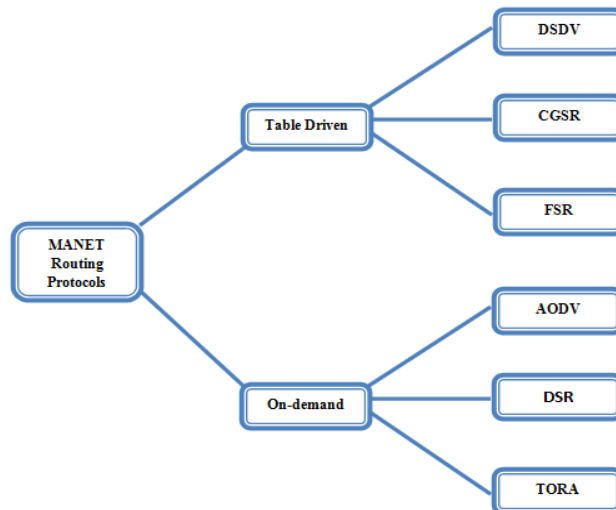 DSDV
Table Driven
CGSR
FSR
MANET
Routing
Protocols
AODV
On-demand
DSR
TORA